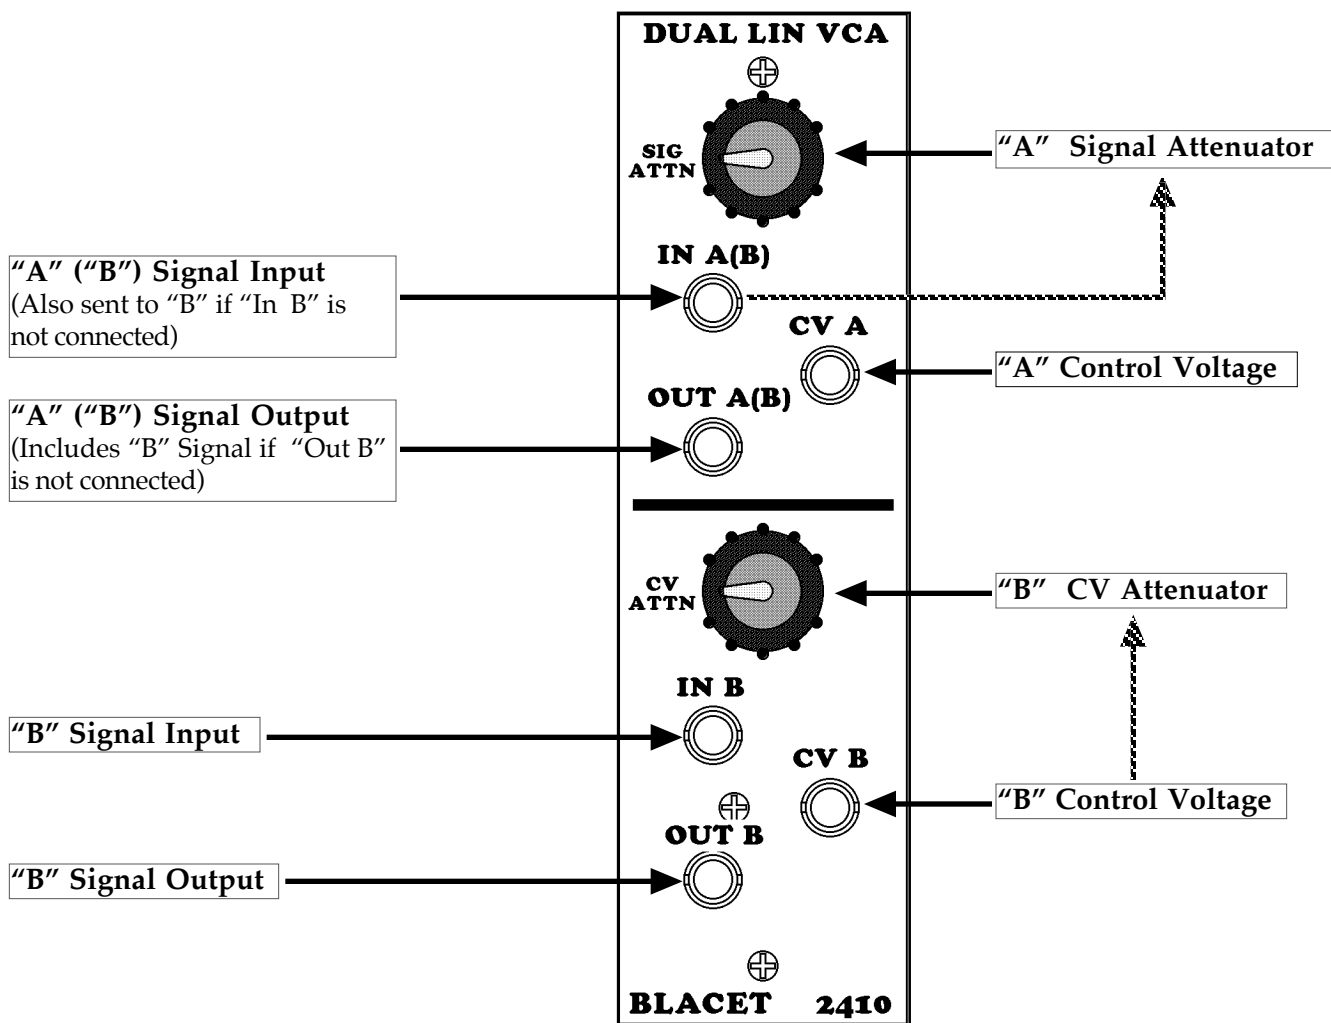 DUAL LIN VCA
SIG
ATTN
"A"  Signal Attenuator
IN A(B)
“A” (“B”) Signal Input
(Also sent to “B” if “In  B” is
not connected)
CV A
"A" Control Voltage
OUT A(B)
“A” (“B”) Signal Output
(Includes “B” Signal if  “Out B”
is not connected)
CV
ATTN
“B”  CV Attenuator
IN B
“B” Signal Input
CV B
“B” Control Voltage
OUT B
“B” Signal Output
BLACET 2410